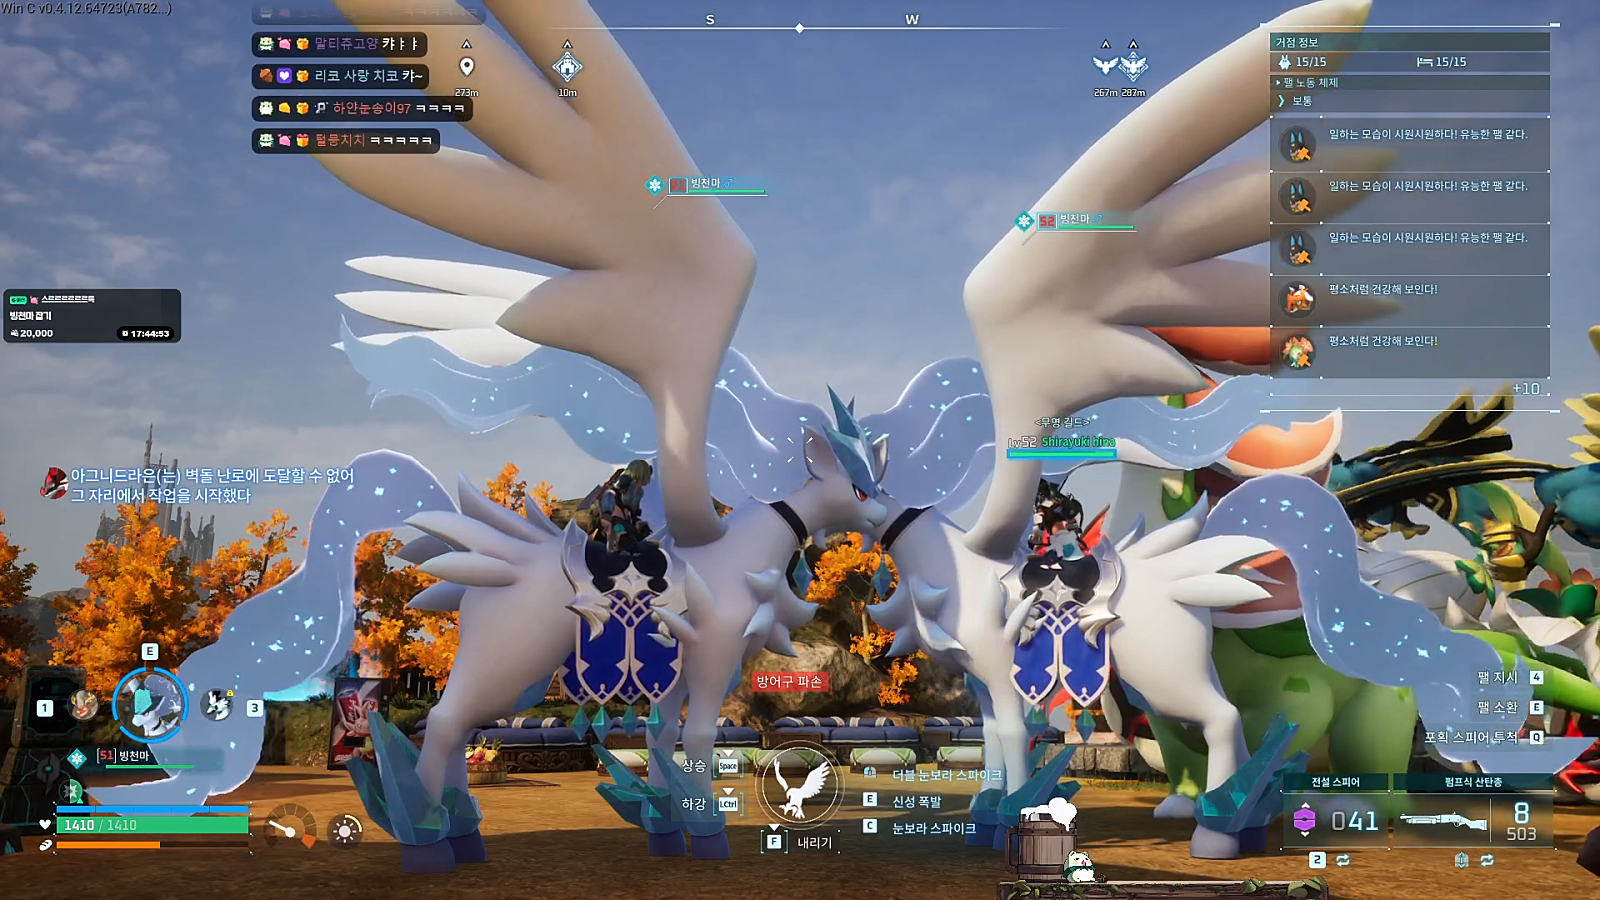 Win C v0.4.12.64723(A782...)
말티쥬고양 캬ㅑㅑ
리코 사랑 치코 캬~
하얀눈송이97 ㅋㅋㅋㅋ
털뭉치치 ㅋㅋㅋㅋㅋ
S
W
273m
10m
267m
287m
거점 정보
15/15
15/15
팰 노동 체제
보통
일하는 모습이 시원시원하다! 유능한 팰 같다.
일하는 모습이 시원시원하다! 유능한 팰 같다.
일하는 모습이 시원시원하다! 유능한 팰 같다.
평소처럼 건강해 보인다!
평소처럼 건강해 보인다!
+10
51 빙천마
52 빙천마
빙천마 잡기
20,000
17:44:53
<무명 길드>
Lv52 Shirayuki hina
아그니드라은(는) 벽돌 난로에 도달할 수 없어
그 자리에서 작업을 시작했다
방어구 파손
E
1
3
51 빙천마
1410 / 1410
상승 Space
하강 LCtrl
F 내리기
더블 눈보라 스파이크
E 신성 폭발
C 눈보라 스파이크
팰 지시 4
팰 소환 E
포획 스피어 투척 Q
전설 스피어
펌프식 산탄총
041
8
503
2